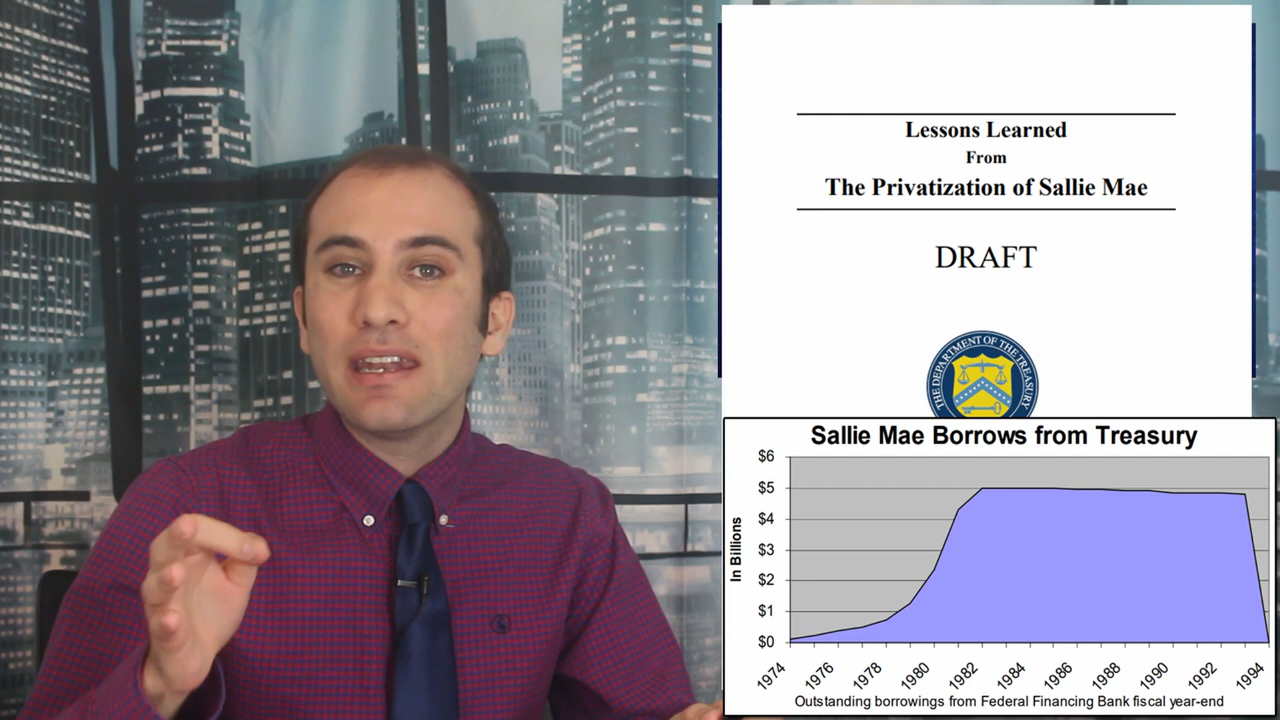 Lessons Learned
From
The Privatization of Sallie Mae
DRAFT
THE DEPARTMENT OF THE TREASURY
Sallie Mae Borrows from Treasury
In Billions
$6
$5
$4
$3
$2
$1
$0
1974
1976
1978
1980
1982
1984
1986
1988
1990
1992
1994
Outstanding borrowings from Federal Financing Bank fiscal year-end